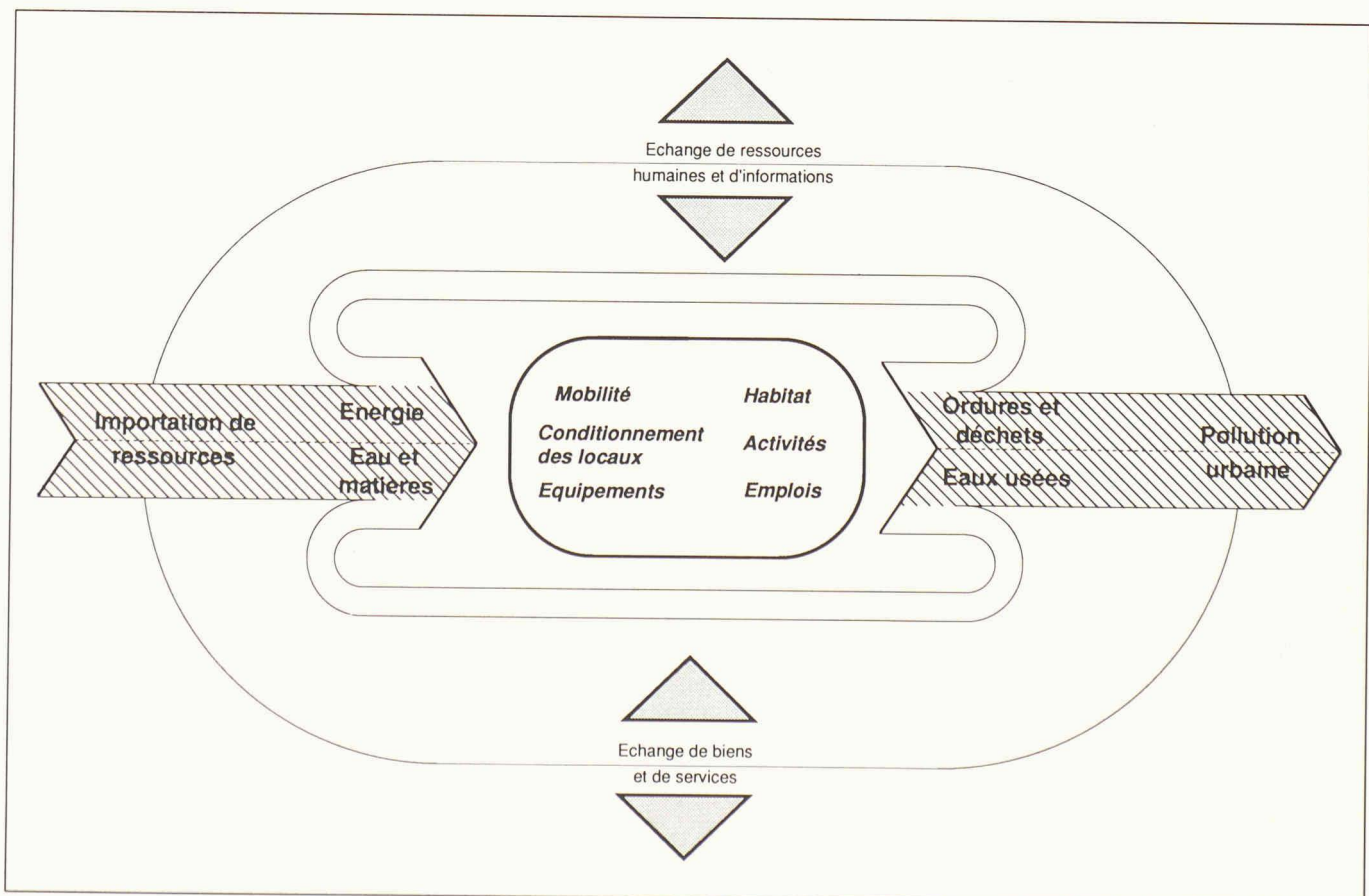 Echange de ressources
humaines et d'informations
Importation de
ressources
Energie
Eau et
matières
Mobilité
Conditionnement
des locaux
Equipements
Habitat
Activités
Emplois
Ordures et
déchets
Eaux usées
Pollution
urbaine
Echange de biens
et de services